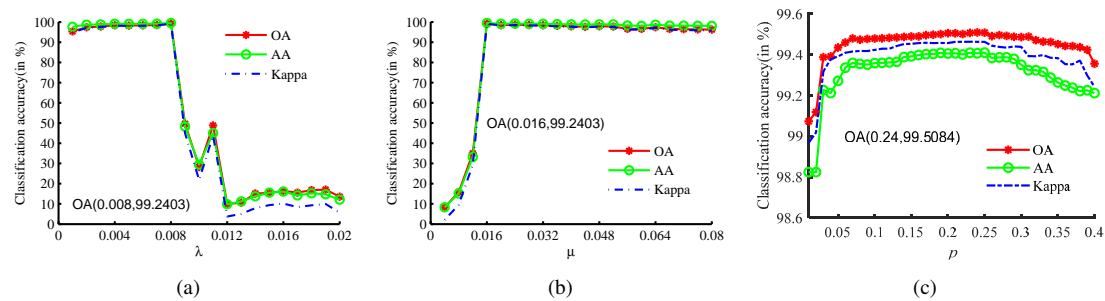 Classification accuracy(in %)
100
90
80
70
60
50
40
30
20
10
0
OA
AA
Kappa
OA(0.008,99.2403)
0 0.004 0.008 0.012 0.016 0.02
λ
(a)
Classification accuracy(in %)
100
90
80
70
60
50
40
30
20
10
0
OA(0.016,99.2403)
OA
AA
Kappa
0 0.016 0.032 0.048 0.064 0.08
μ
(b)
Classification accuracy(in %)
99.6
99.4
99.2
99
98.8
98.6
OA(0.24,99.5084)
OA
AA
Kappa
0.05 0.1 0.15 0.2 0.25 0.3 0.35 0.4
p
(c)